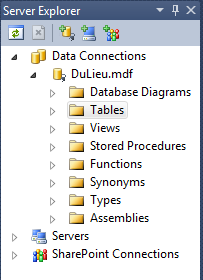 Server Explorer
Data Connections
DuLieu.mdf
Database Diagrams
Tables
Views
Stored Procedures
Functions
Synonyms
Types
Assemblies
Servers
SharePoint Connections